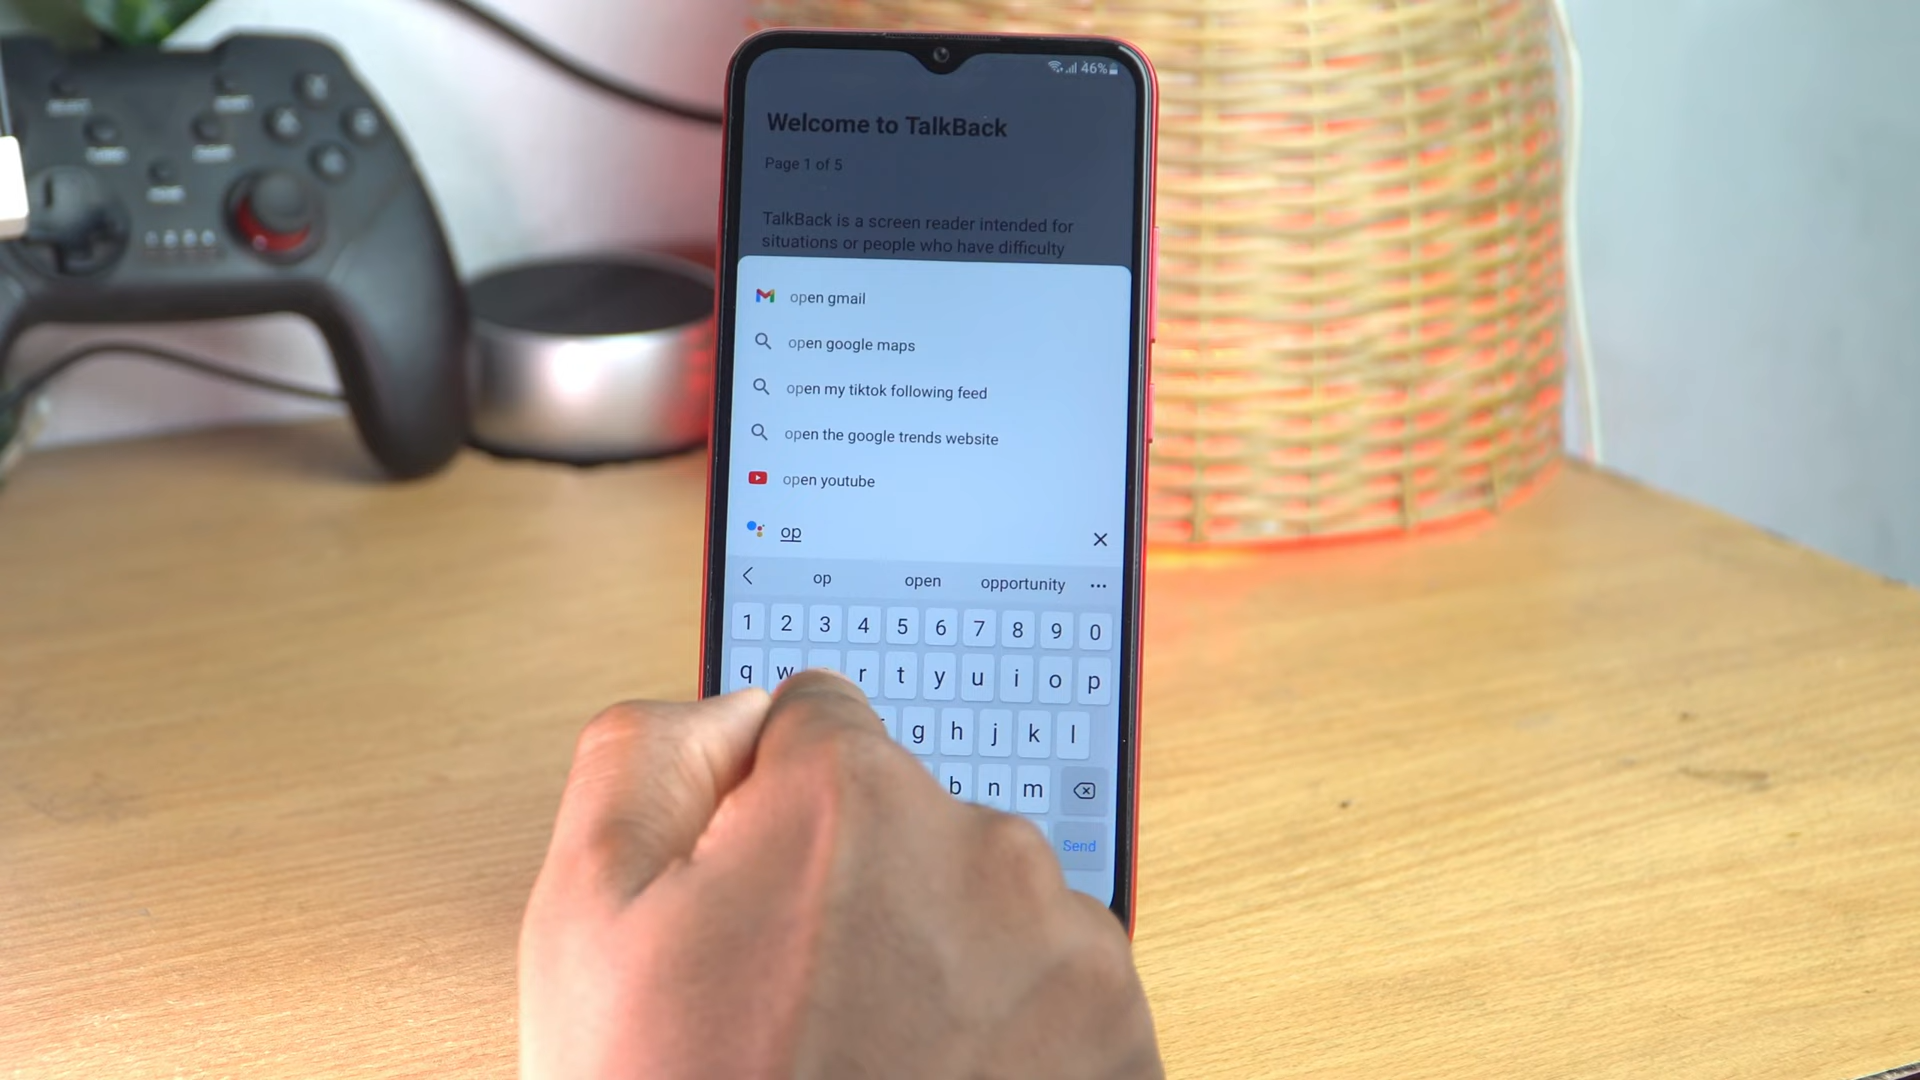 46%
Welcome to TalkBack
Page 1 of 5
TalkBack is a screen reader intended for
situations or people who have difficulty
open gmail
open google maps
open my tiktok following feed
open the google trends website
open youtube
op
op open opportunity
1 2 3 4 5 6 7 8 9 0
q w r t y u i o p
g h j k l
b n m
Send